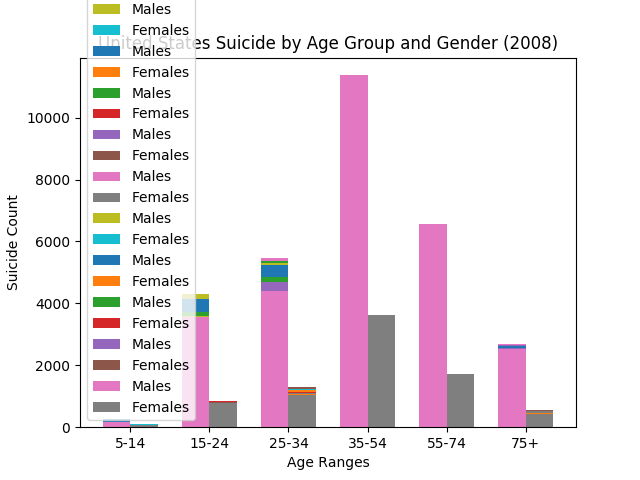 United States Suicide by Age Group and Gender (2008)
Males
Females
Males
Females
Males
Females
Males
Females
Males
Females
Males
Females
Males
Females
Males
Females
Males
Females
Males
Females
Suicide Count
10000
8000
6000
4000
2000
0
5-14 15-24 25-34 35-54 55-74 75+
Age Ranges